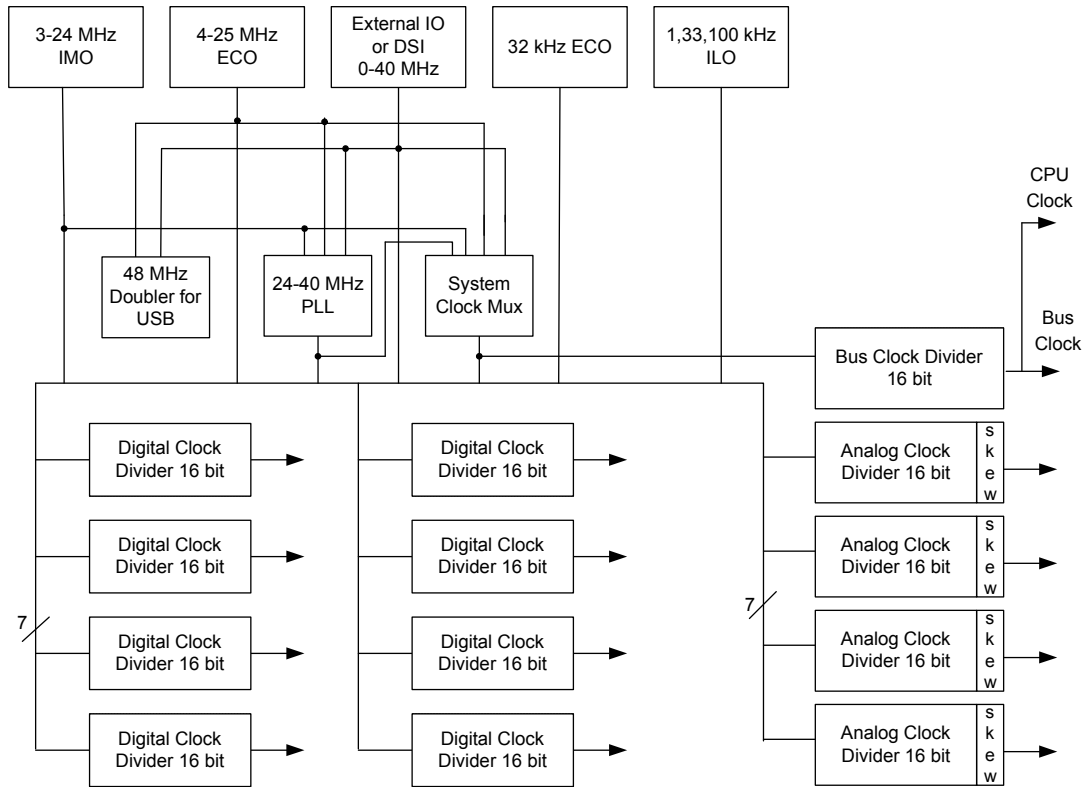 3-24 MHz
IMO
4-25 MHz
ECO
External IO
or DSI
0-40 MHz
32 kHz ECO
1,33,100 kHz
ILO
CPU
Clock
48 MHz
Doubler for
USB
24-40 MHz
PLL
System
Clock Mux
Bus
Clock
Bus Clock Divider
16 bit
Digital Clock
Divider 16 bit
Digital Clock
Divider 16 bit
Analog Clock
Divider 16 bit
s
k
e
w
Digital Clock
Divider 16 bit
Digital Clock
Divider 16 bit
Analog Clock
Divider 16 bit
s
k
e
w
7
7
Digital Clock
Divider 16 bit
Digital Clock
Divider 16 bit
Analog Clock
Divider 16 bit
s
k
e
w
Digital Clock
Divider 16 bit
Digital Clock
Divider 16 bit
Analog Clock
Divider 16 bit
s
k
e
w